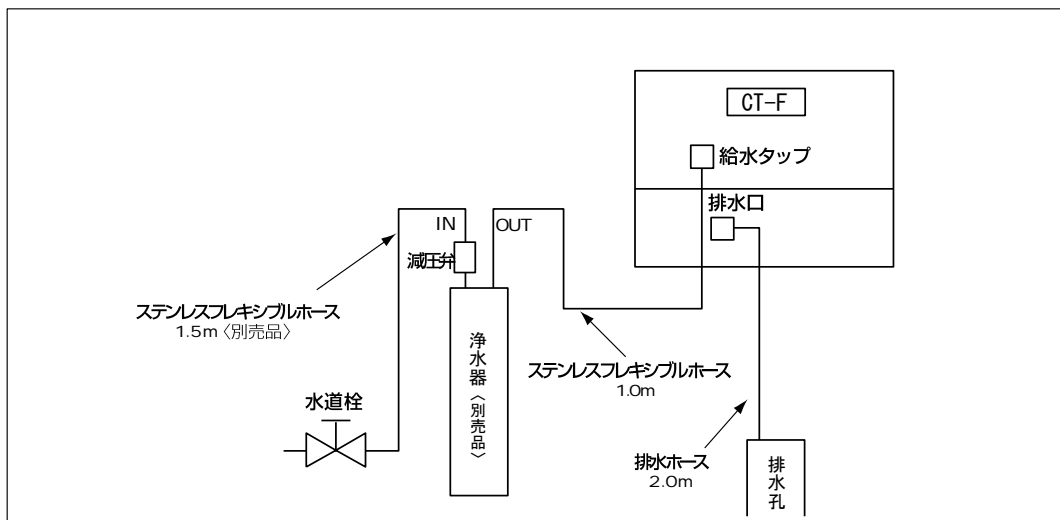 CT-F
給水タップ
排水口
IN
OUT
減圧弁
ステンレスフレキシブルホース
1.5m〈別売品〉
浄水器〈別売品〉
ステンレスフレキシブルホース
1.0m
水道栓
排水ホース
2.0m
排水孔